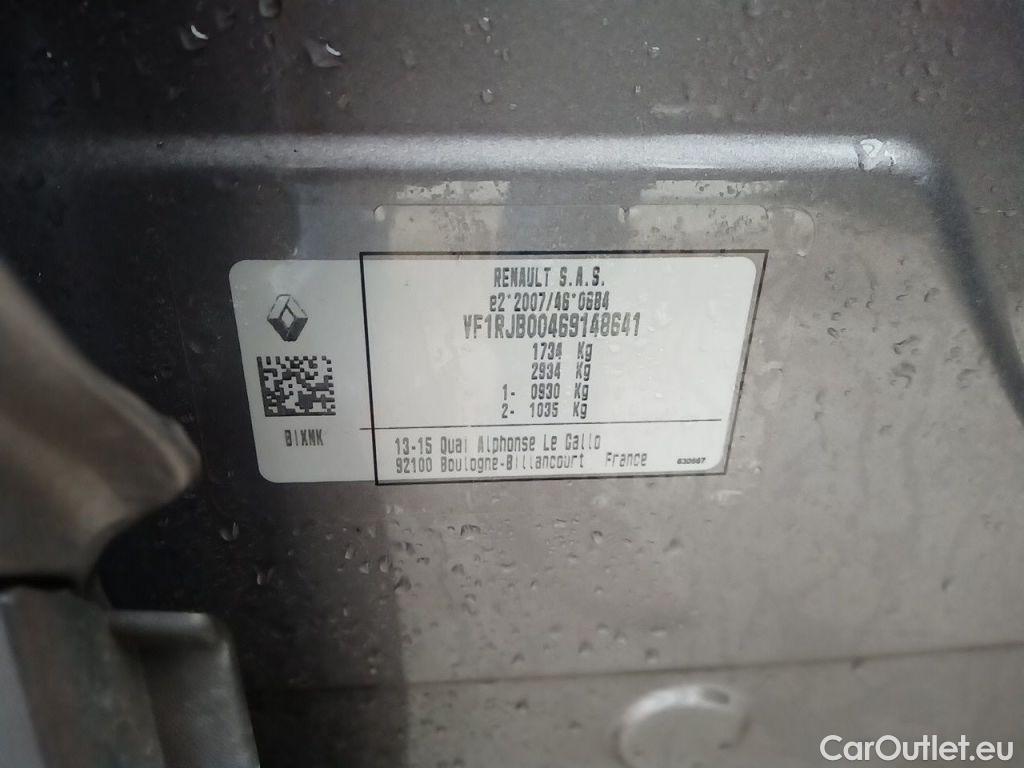 RENAULT S.A.S.
e2*2007/46*0684
VF1RJB00469148641
1734 Kg
2934 Kg
1- 0930 Kg
2- 1035 Kg
BIXMK
13-15 Quai Alphonse Le Gallo
92100 Boulogne-Billancourt France
630667
CarOutlet.eu